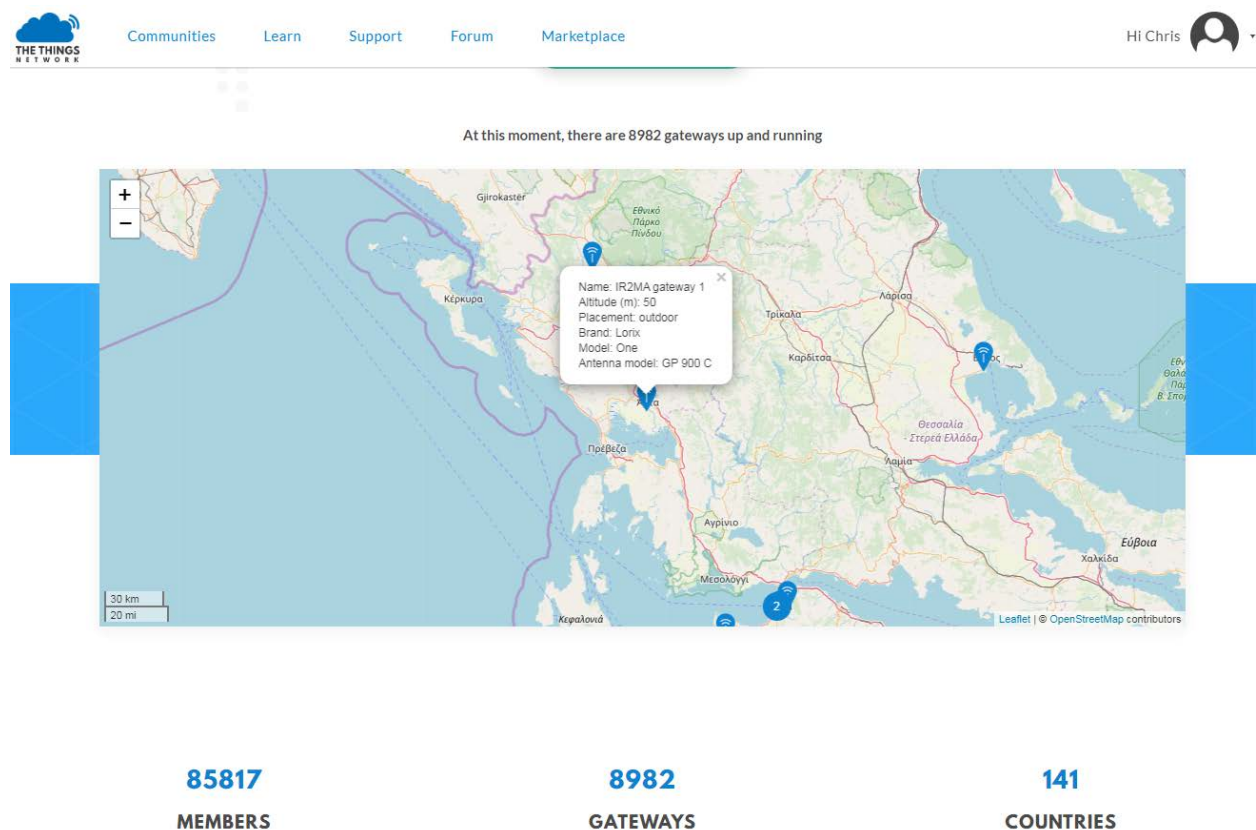 THE THINGS
NETWORK
Communities
Learn
Support
Forum
Marketplace
Hi Chris
At this moment, there are 8982 gateways up and running
+
−
Gjirokastër
Εθνικό
Πάρκο
Πίνδου
Κέρκυρα
Name: IR2MA gateway 1
Altitude (m): 50
Placement: outdoor
Brand: Lorix
Model: One
Antenna model: GP 900 C
×
Λάρισα
Τρίκαλα
Καρδίτσα
Θεσσαλία
- Στερεά Ελλάδα
Πρέβεζα
Λαμία
Αγρίνιο
Εύβοια
Χαλκίδα
Μεσολόγγι
2
30 km
20 mi
Κεφαλονιά
Leaflet | © OpenStreetMap contributors
85817
MEMBERS
8982
GATEWAYS
141
COUNTRIES